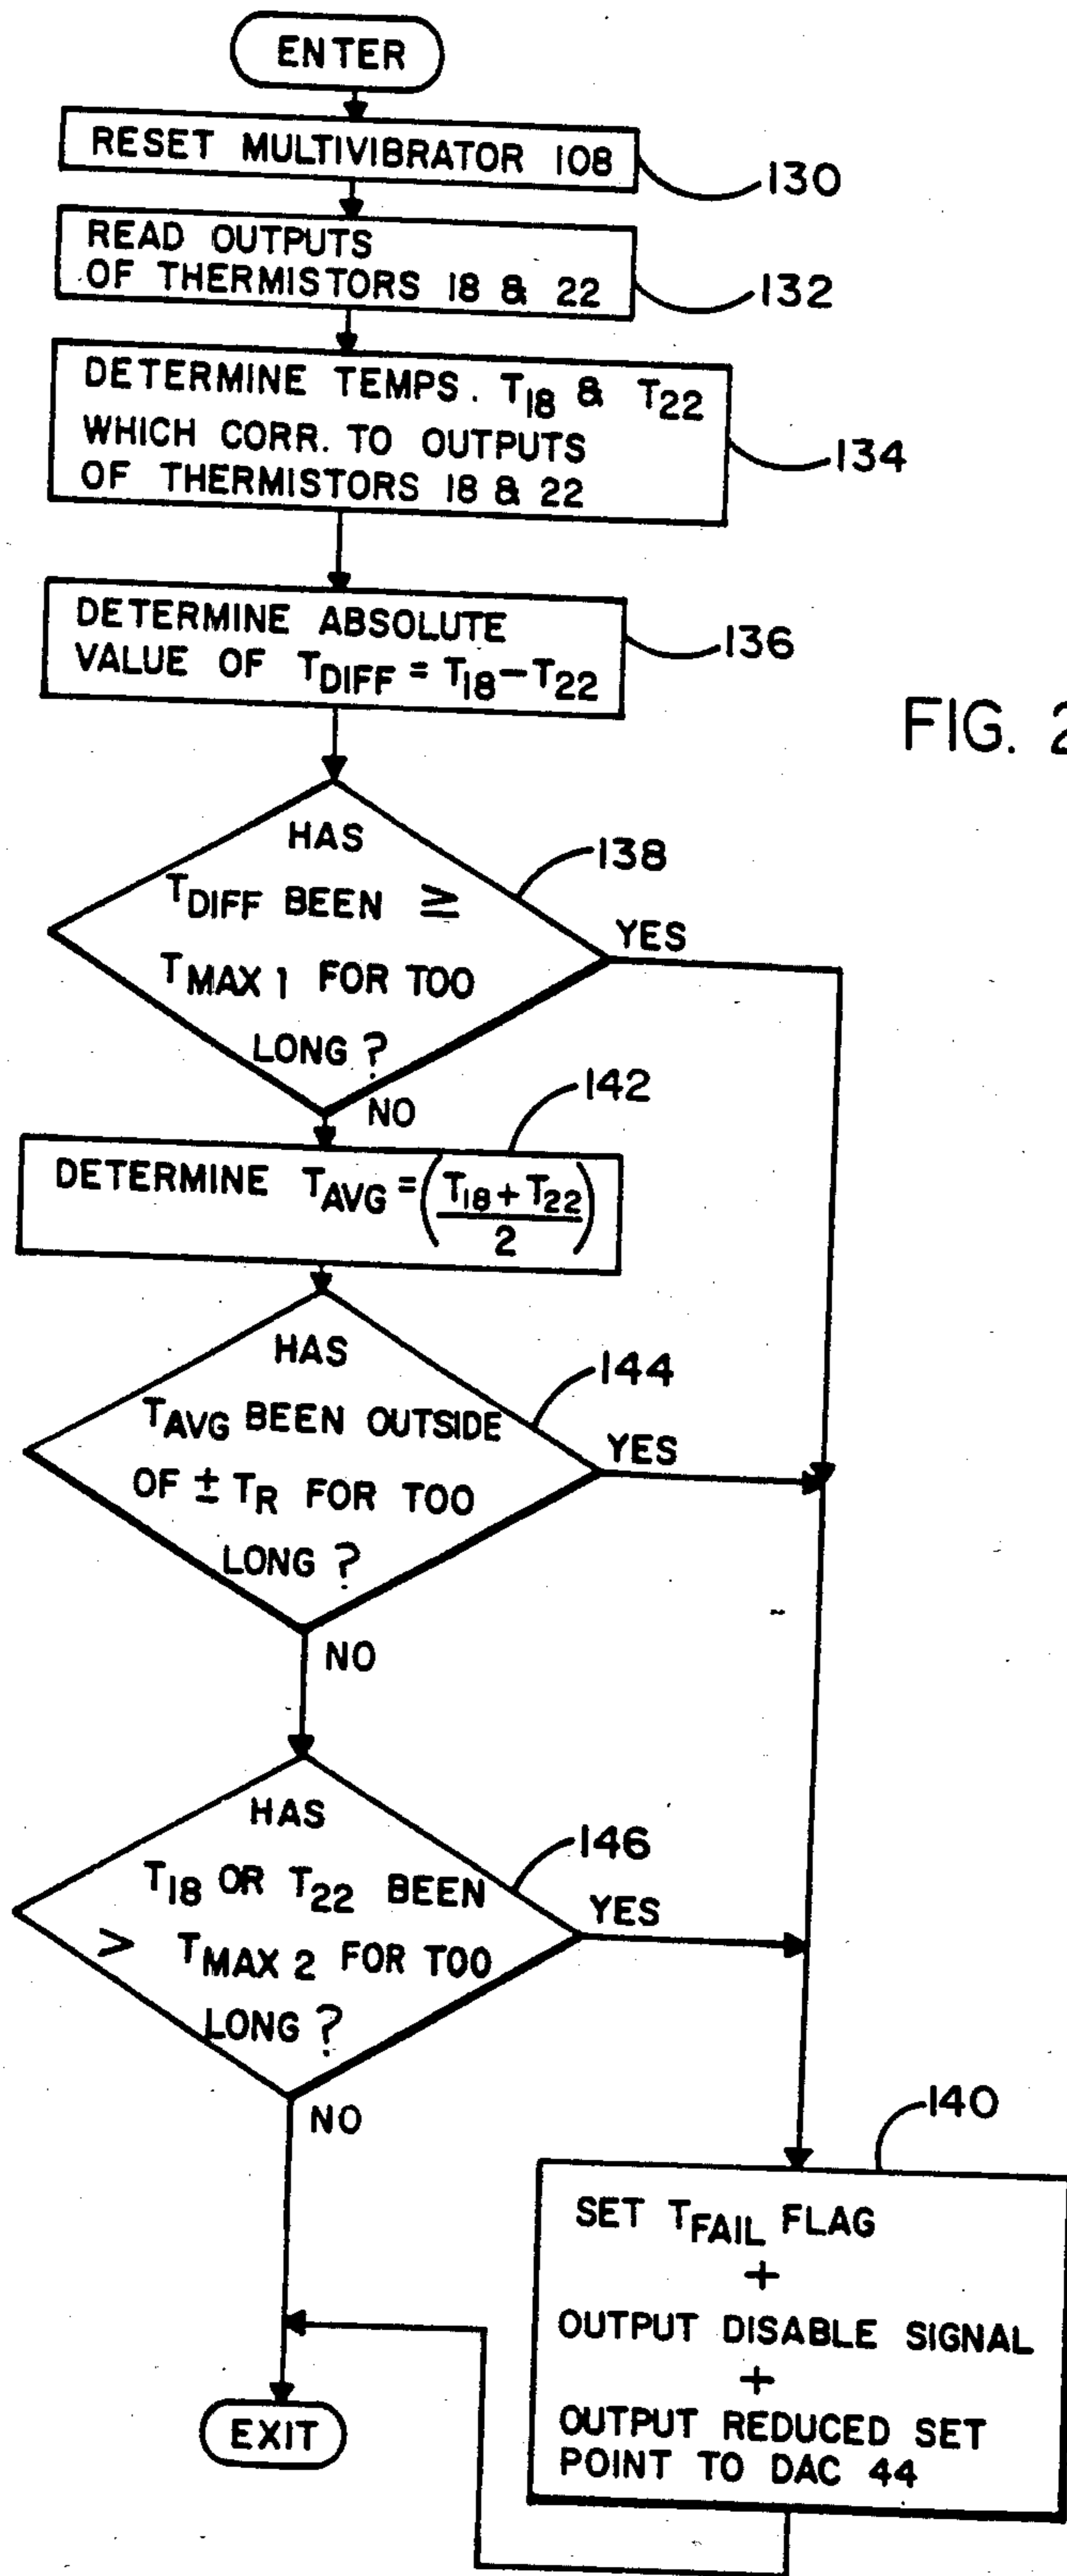 ENTER
RESET MULTIVIBRATOR 108
130
READ OUTPUTS
OF THERMISTORS 18 & 22
132
DETERMINE TEMPS. T18 & T22
WHICH CORR. TO OUTPUTS
OF THERMISTORS 18 & 22
134
DETERMINE ABSOLUTE
VALUE OF TDIFF = T18-T22
136
FIG. 2
HAS
TDIFF BEEN ≧
TMAX 1 FOR TOO
LONG?
138
YES
NO
142
DETERMINE TAVG = (T18 + T22
2)
HAS
TAVG BEEN OUTSIDE
OF ± TR FOR TOO
LONG?
144
YES
NO
HAS
T18 OR T22 BEEN
> TMAX 2 FOR TOO
LONG?
146
YES
NO
140
SET TFAIL FLAG
+
OUTPUT DISABLE SIGNAL
+
OUTPUT REDUCED SET
POINT TO DAC 44
EXIT